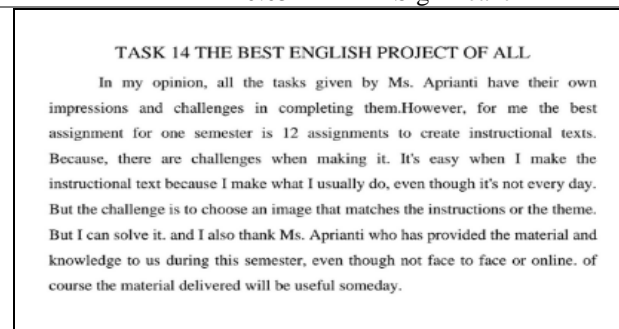 TASK 14 THE BEST ENGLISH PROJECT OF ALL
In my opinion, all the tasks given by Ms. Aprianti have their own
impressions and challenges in completing them.However, for me the best
assignment for one semester is 12 assignments to create instructional texts.
Because, there are challenges when making it. It's easy when I make the
instructional text because I make what I usually do, even though it's not every day.
But the challenge is to choose an image that matches the instructions or the theme.
But I can solve it. and I also thank Ms. Aprianti who has provided the material and
knowledge to us during this semester, even though not face to face or online. of
course the material delivered will be useful someday.